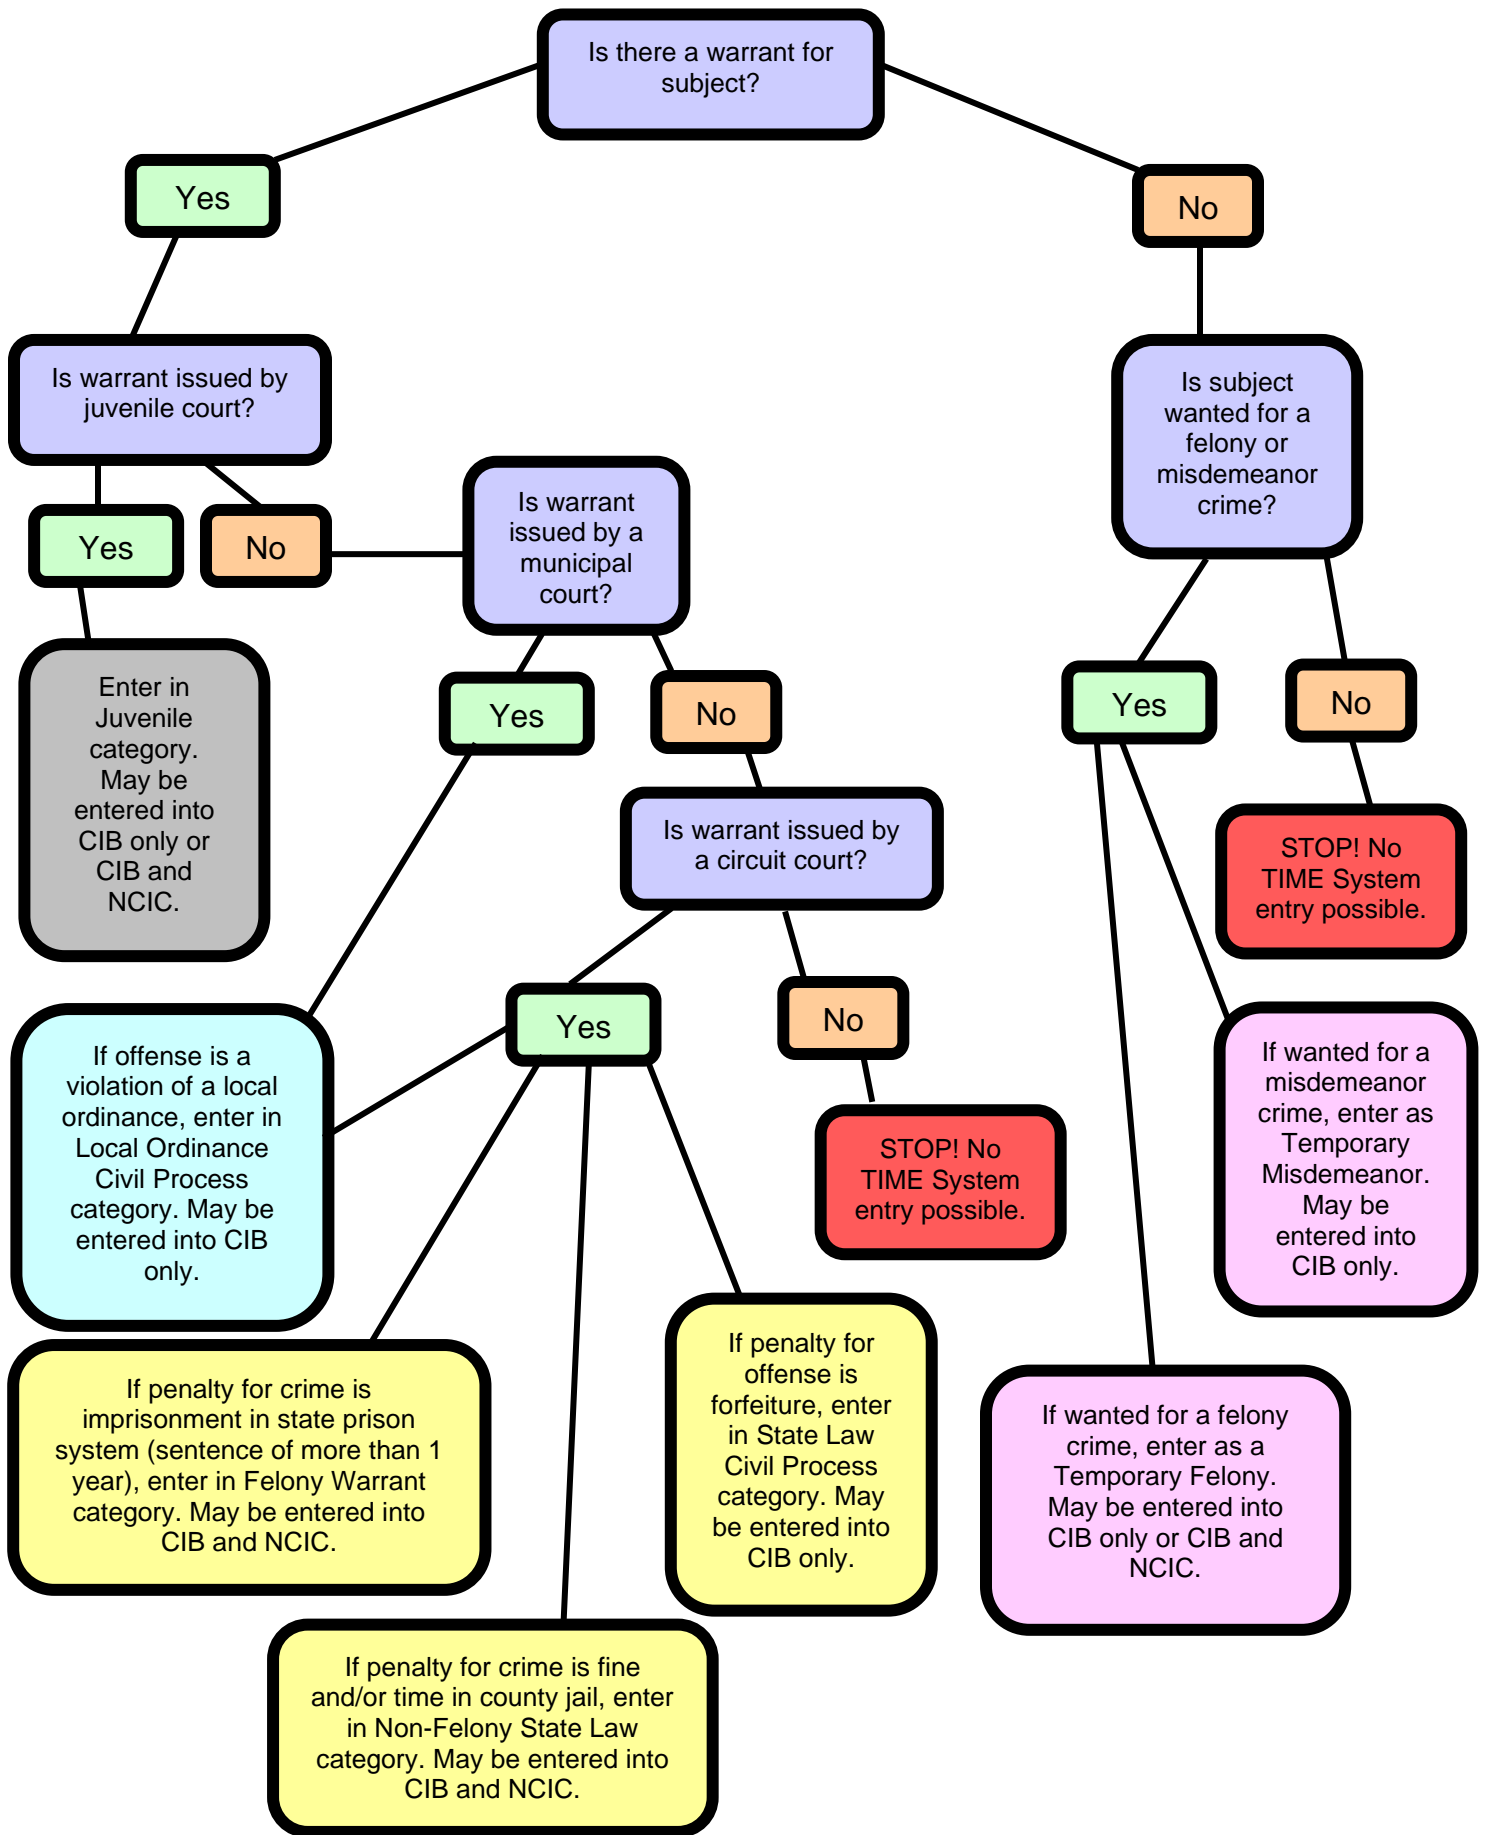 Is there a warrant for
subject?
Yes
No
Is warrant issued by
juvenile court?
Is subject
wanted for a
felony or
misdemeanor
crime?
Yes
No
Is warrant
issued by a
municipal
court?
Enter in
Juvenile
category.
May be
entered into
CIB only or
CIB and
NCIC.
Yes
No
Yes
No
Is warrant issued by
a circuit court?
STOP! No
TIME System
entry possible.
Yes
No
If offense is a
violation of a local
ordinance, enter in
Local Ordinance
Civil Process
category. May be
entered into CIB
only.
STOP! No
TIME System
entry possible.
If wanted for a
misdemeanor
crime, enter as
Temporary
Misdemeanor.
May be
entered into
CIB only.
If penalty for crime is
imprisonment in state prison
system (sentence of more than 1
year), enter in Felony Warrant
category. May be entered into
CIB and NCIC.
If penalty for
offense is
forfeiture, enter
in State Law
Civil Process
category. May
be entered into
CIB only.
If wanted for a felony
crime, enter as a
Temporary Felony.
May be entered into
CIB only or CIB and
NCIC.
If penalty for crime is fine
and/or time in county jail, enter
in Non-Felony State Law
category. May be entered into
CIB and NCIC.